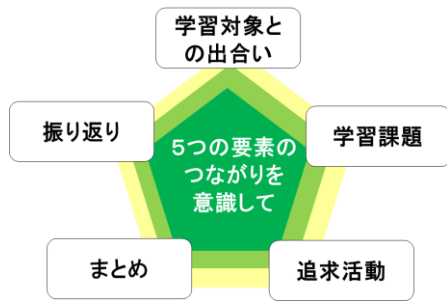 学習対象と
の出合い
振り返り
学習課題
5つの要素の
つながりを
意識して
まとめ
追求活動